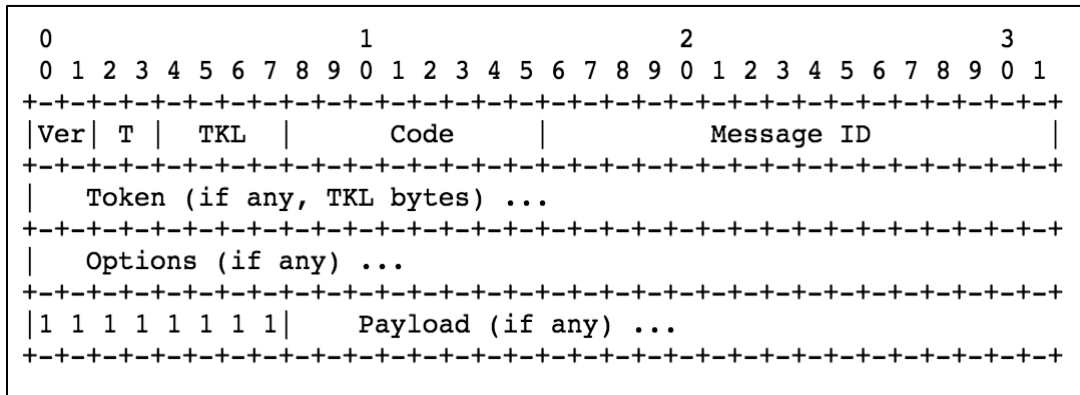 0                   1                   2                   3
 0 1 2 3 4 5 6 7 8 9 0 1 2 3 4 5 6 7 8 9 0 1 2 3 4 5 6 7 8 9 0 1
+-+-+-+-+-+-+-+-+-+-+-+-+-+-+-+-+-+-+-+-+-+-+-+-+-+-+-+-+-+-+-+-+
|Ver| T |  TKL  |      Code     |          Message ID           |
+-+-+-+-+-+-+-+-+-+-+-+-+-+-+-+-+-+-+-+-+-+-+-+-+-+-+-+-+-+-+-+-+
|   Token (if any, TKL bytes) ...
+-+-+-+-+-+-+-+-+-+-+-+-+-+-+-+-+-+-+-+-+-+-+-+-+-+-+-+-+-+-+-+-+
|   Options (if any) ...
+-+-+-+-+-+-+-+-+-+-+-+-+-+-+-+-+-+-+-+-+-+-+-+-+-+-+-+-+-+-+-+-+
|1 1 1 1 1 1 1 1|    Payload (if any) ...
+-+-+-+-+-+-+-+-+-+-+-+-+-+-+-+-+-+-+-+-+-+-+-+-+-+-+-+-+-+-+-+-+